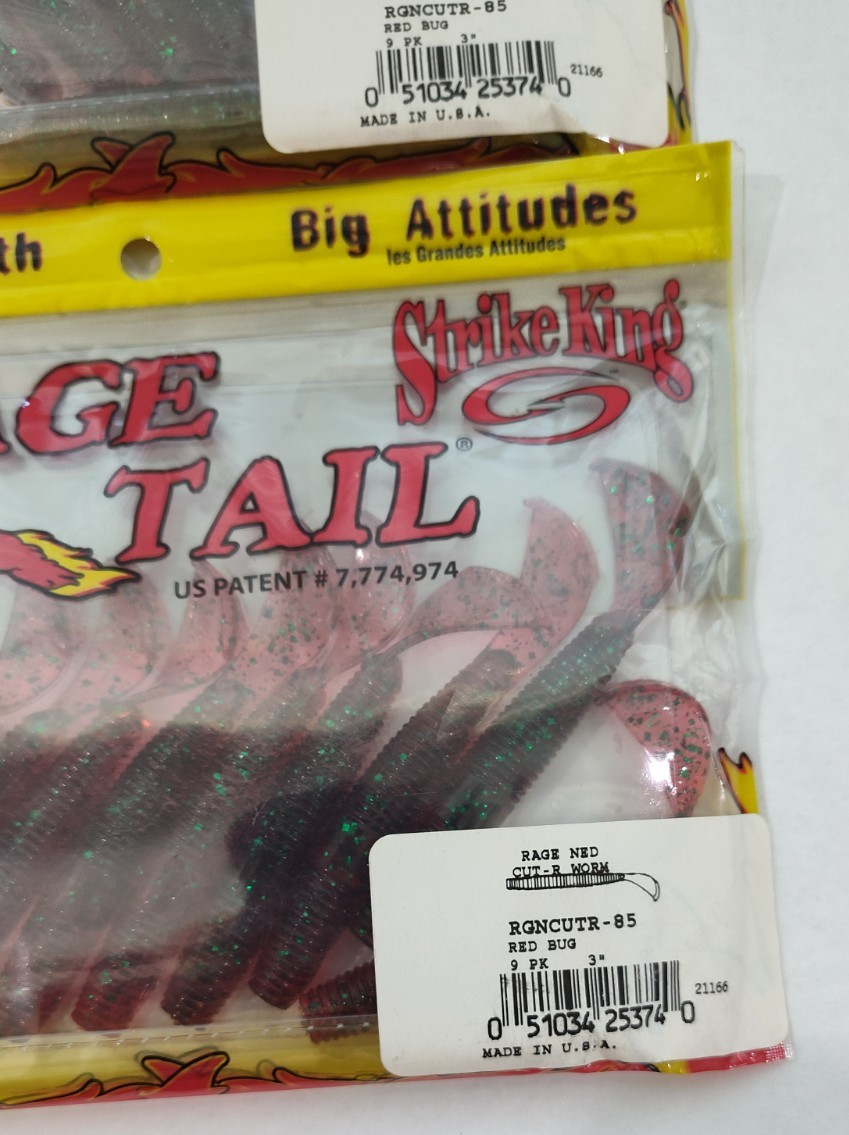 RGNCUTR-85
RED BUG
9 PK 3"
0 51034 25374 0
21166
MADE IN U.S.A.
th
Big Attitudes
les Grandes Attitudes
Strike King
AGE
TAIL®
US PATENT # 7,774,974
RAGE NED
CUT-R WORM
RGNCUTR-85
RED BUG
9 PK 3"
0 51034 25374 0
21166
MADE IN U.S.A.